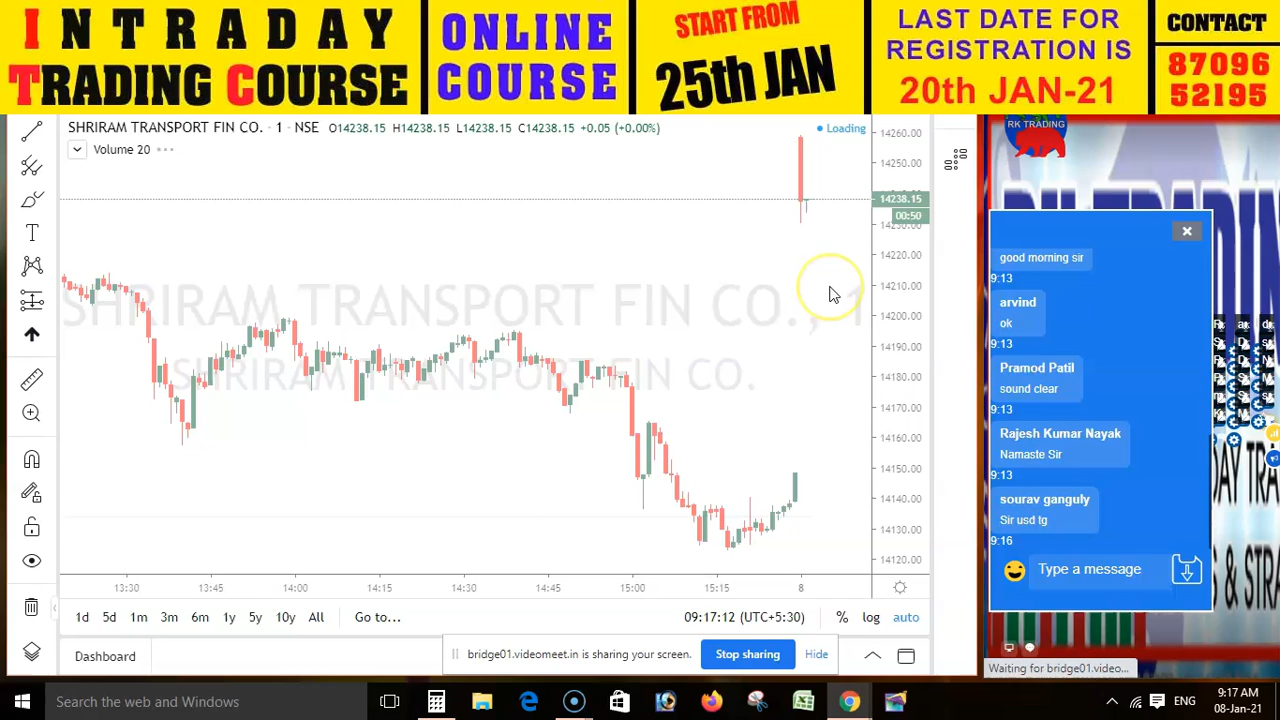 INTRADAY
TRADING COURSE
ONLINE
COURSE
START FROM
25th JAN
LAST DATE FOR
REGISTRATION IS
20th JAN-21
CONTACT
87096
52195
SHRIRAM TRANSPORT FIN CO. · 1 · NSE O14238.15 H14238.15 L14238.15 C14238.15 +0.05 (+0.00%)
Loading
Volume 20
14260.00
14250.00
14238.15
00:50
14230.00
14220.00
14210.00
14200.00
14190.00
14180.00
14170.00
14160.00
14150.00
14140.00
14130.00
14120.00
SHRIRAM TRANSPORT FIN CO., 1
SHRIRAM TRANSPORT FIN CO.
13:30 13:45 14:00 14:15 14:30 14:45 15:00 15:15 8
1d 5d 1m 3m 6m 1y 5y All Go to... 09:17:12 (UTC+5:30) % log auto
Dashboard
bridge01.videomeet.in is sharing your screen. Stop sharing Hide
RK TRADING
good morning sir
9:13
arvind
ok
9:13
Pramod Patil
sound clear
9:13
Rajesh Kumar Nayak
Namaste Sir
9:13
sourav ganguly
Sir usd tg
9:16
Type a message
Waiting for bridge01.video...
Search the web and Windows
ENG
9:17 AM
08-Jan-21